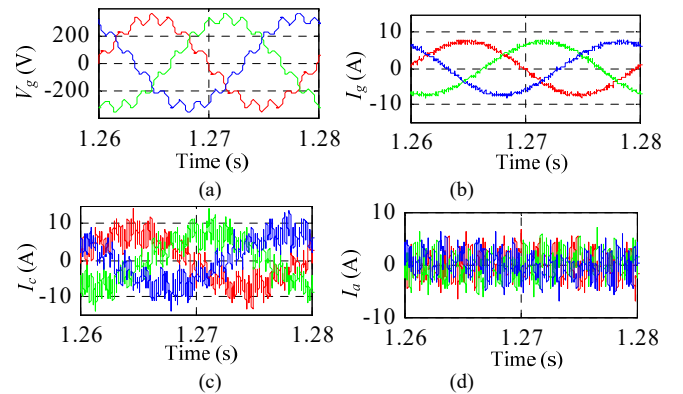 V_g (V)
200
0
-200
1.26
1.27
1.28
Time (s)
(a)
I_g (A)
10
0
-10
1.26
1.27
1.28
Time (s)
(b)
I_c (A)
10
0
-10
1.26
1.27
1.28
Time (s)
(c)
I_a (A)
10
0
-10
1.26
1.27
1.28
Time (s)
(d)